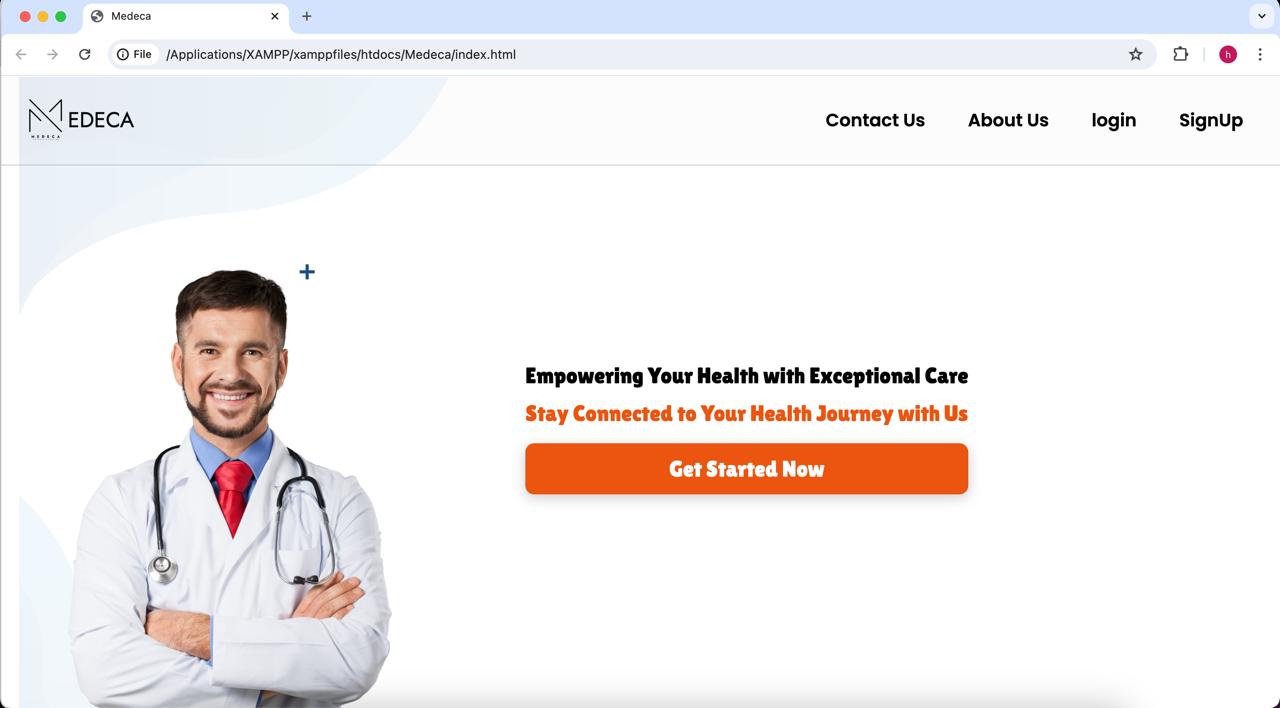 Medeca
File
/Applications/XAMPP/xamppfiles/htdocs/Medeca/index.html
h
EDECA
MEDECA
Contact Us
About Us
login
SignUp
Empowering Your Health with Exceptional Care
Stay Connected to Your Health Journey with Us
Get Started Now